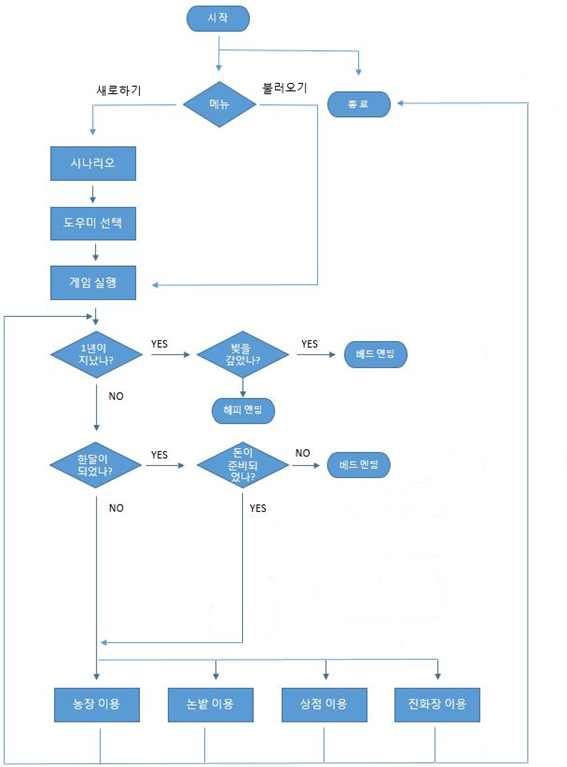 시작
새로하기
메뉴
불러오기
종료
시나리오
도우미 선택
게임 실행
1년이
지났나?
YES
빛을
갚았나?
YES
베드 엔딩
NO
해피 엔딩
한달이
되었나?
YES
돈이
준비되
었나?
NO
베드 엔딩
NO
YES
농장 이용
논밭 이용
상점 이용
진화장 이용